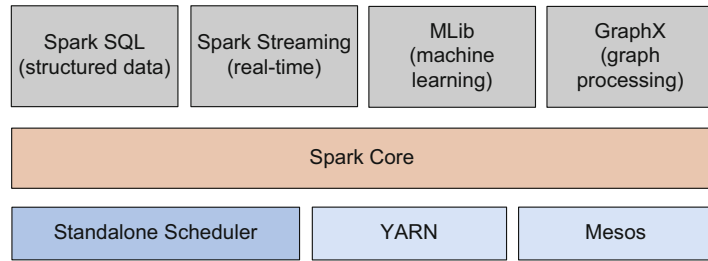 Spark SQL
(structured data)
Spark Streaming
(real-time)
MLib
(machine
learning)
GraphX
(graph
processing)
Spark Core
Standalone Scheduler
YARN
Mesos